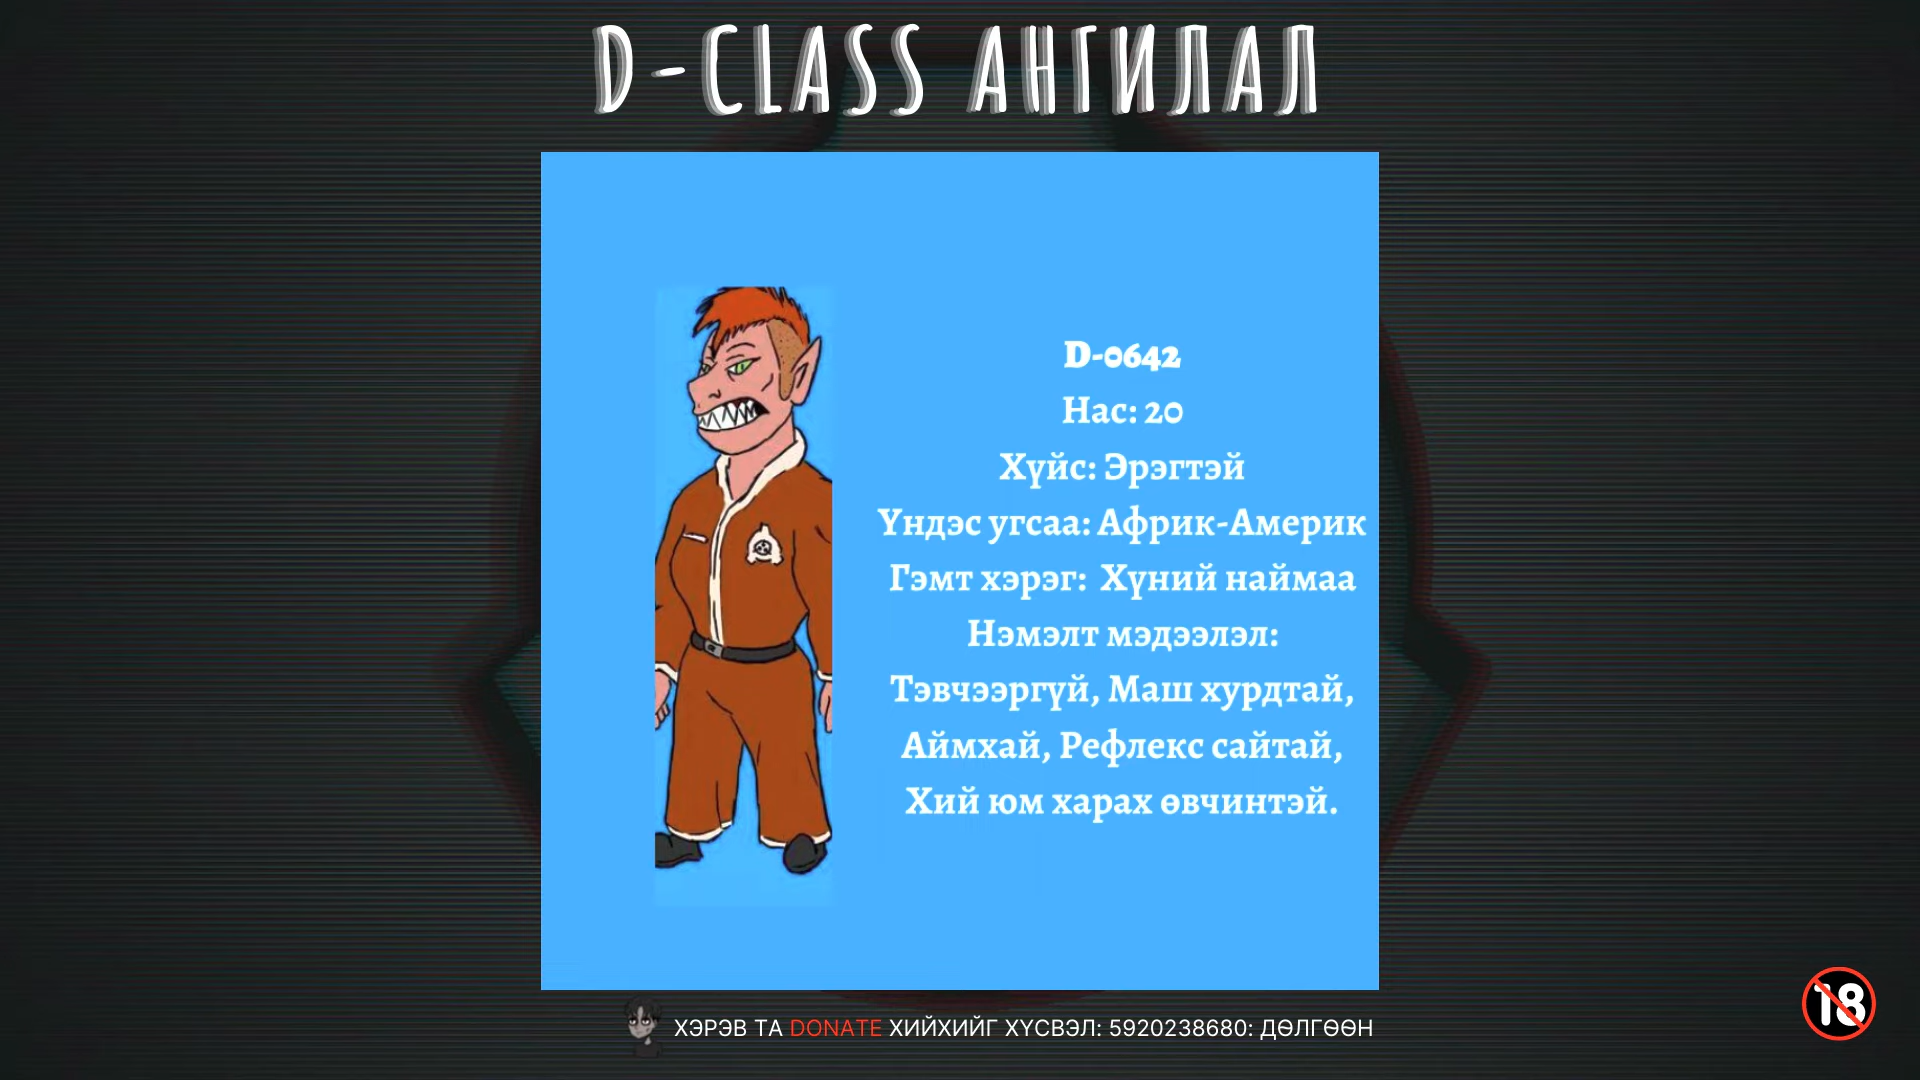 D-CLASS АНГИЛАЛ
D-0642
Нас: 20
Хүйс: Эрэгтэй
Үндэс угсаа: Африк-Америк
Гэмт хэрэг: Хүний наймаа
Нэмэлт мэдээлэл:
Тэвчээргүй, Маш хурдтай,
Аймхай, Рефлекс сайтай,
Хий юм харах өвчинтэй.
ХЭРЭВ ТА DONATE ХИЙХИЙГ ХҮСВЭЛ: 5920238680: ДӨЛГӨӨН
18